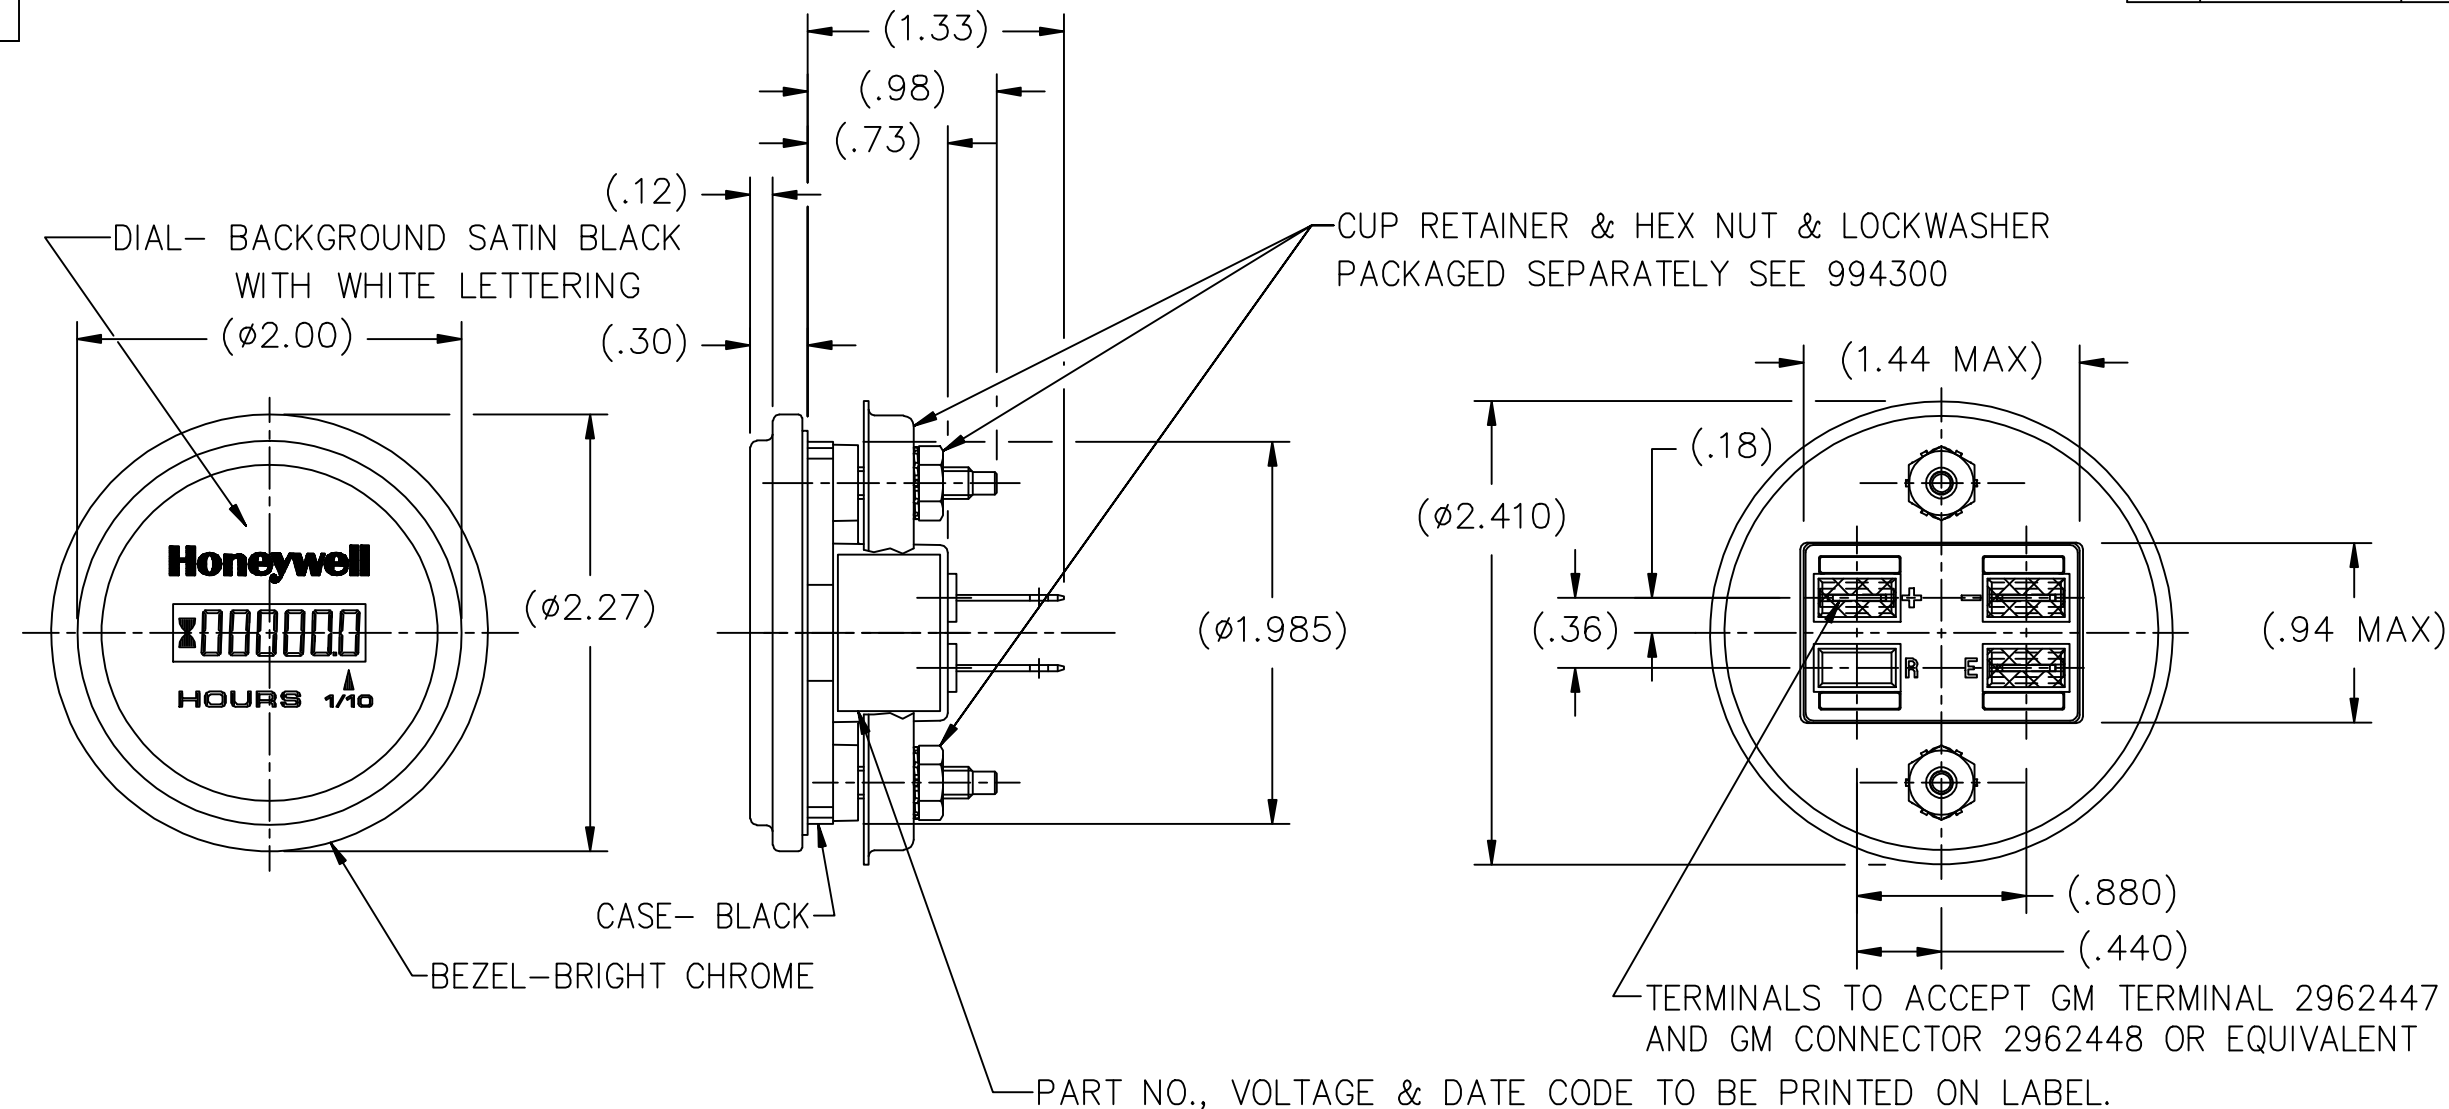 (1.33)
(.98)
(.73)
(.12)
DIAL– BACKGROUND SATIN BLACK
WITH WHITE LETTERING
(ø2.00)
(.30)
CUP RETAINER & HEX NUT & LOCKWASHER
PACKAGED SEPARATELY SEE 994300
(1.44 MAX)
(.18)
(ø2.410)
Honeywell
00000.0
HOURS 1/10
(ø2.27)
(ø1.985)
(.36)
+ –
R E
(.94 MAX)
CASE– BLACK
BEZEL–BRIGHT CHROME
(.880)
(.440)
TERMINALS TO ACCEPT GM TERMINAL 2962447
AND GM CONNECTOR 2962448 OR EQUIVALENT
PART NO., VOLTAGE & DATE CODE TO BE PRINTED ON LABEL.